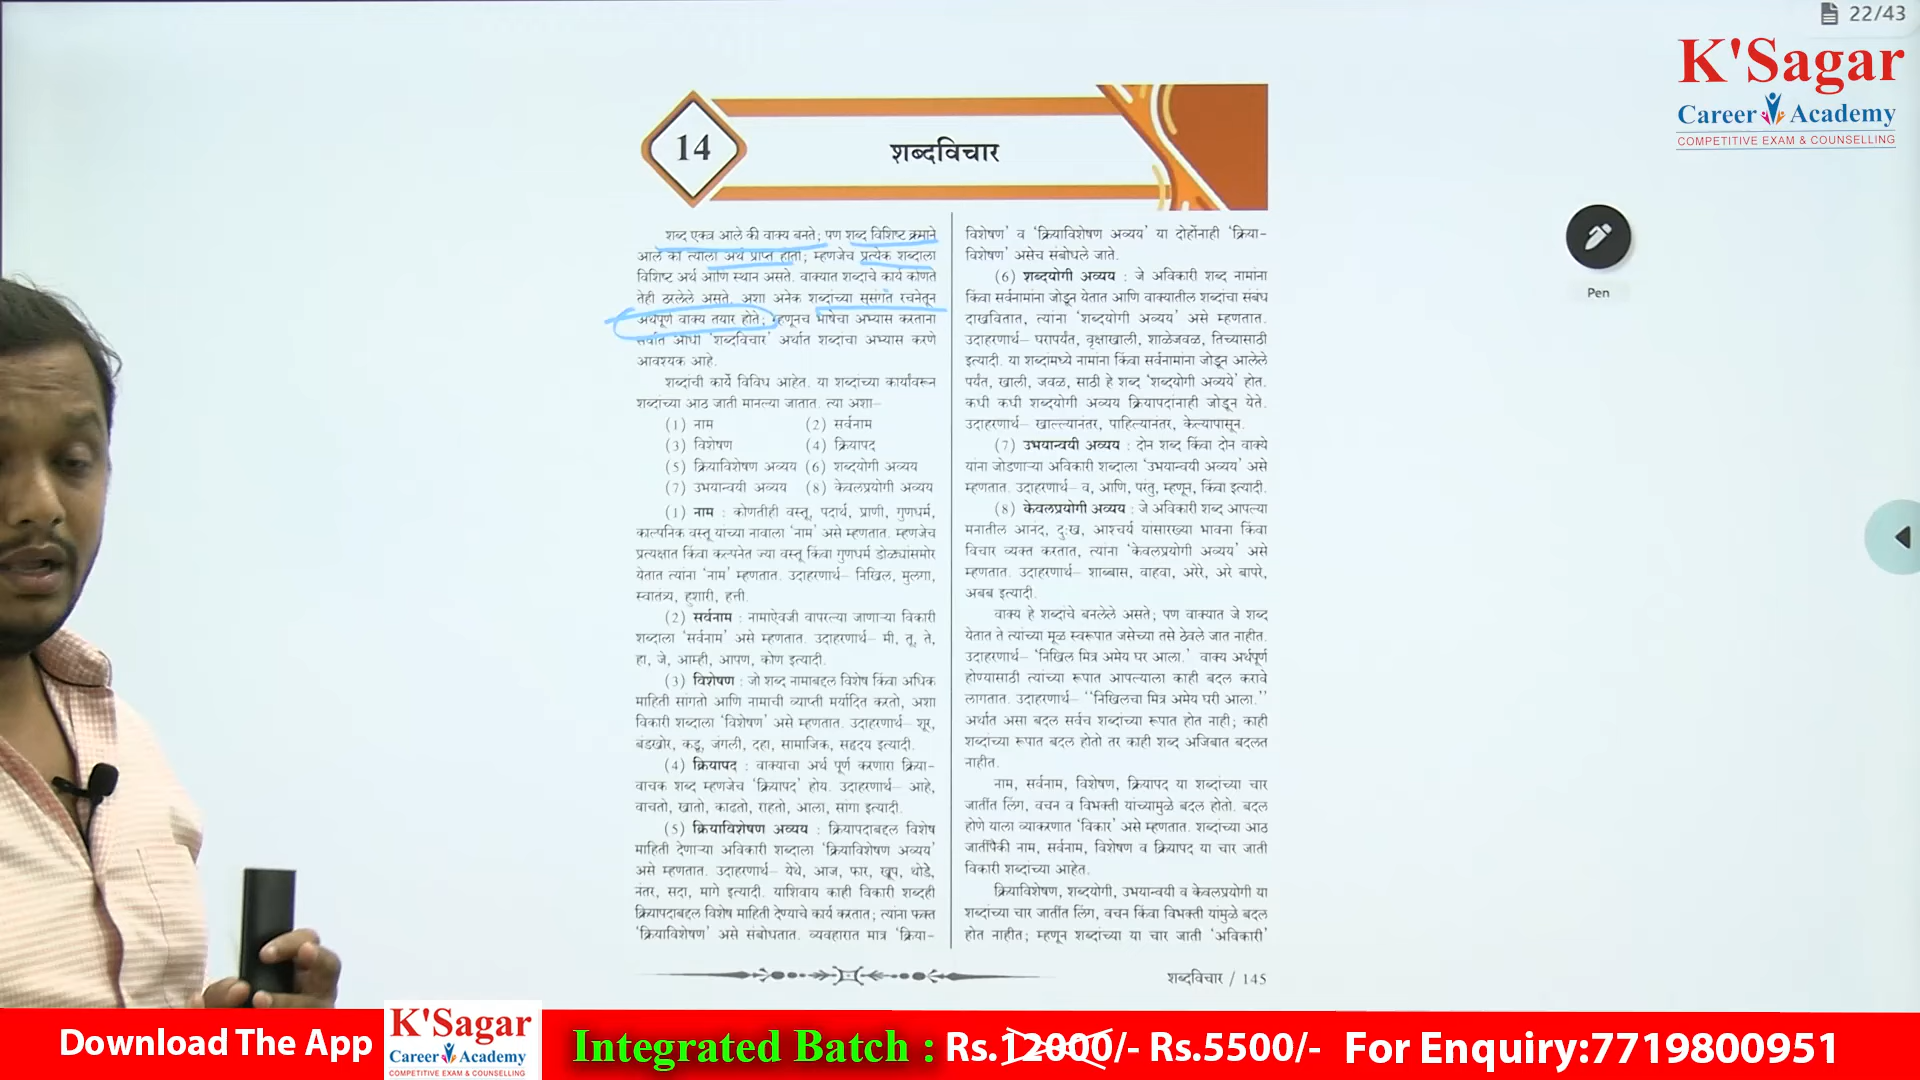 22/43
K'Sagar
Career Academy
COMPETITIVE EXAM & COUNSELLING
14
शब्दविचार
शब्द एकत्र आले की वाक्य बनते; पण शब्द विशिष्ट क्रमाने
आले की त्याला अर्थ प्राप्त होतो; म्हणजेच प्रत्येक शब्दाला
विशिष्ट अर्थ आणि स्थान असते. वाक्यात शब्दाचे कार्य कोणते
तेही ठरलेले असते. अशा अनेक शब्दांच्या सुसंगत रचनेतून
अर्थपूर्ण वाक्य तयार होते; म्हणूनच भाषेचा अभ्यास करताना
सर्वांत आधी 'शब्दविचार' अर्थात शब्दांचा अभ्यास करणे
आवश्यक आहे.
शब्दांची कार्ये विविध आहेत. या शब्दांच्या कार्यांवरून
शब्दांच्या आठ जाती मानल्या जातात. त्या अशा–
(1) नाम (2) सर्वनाम
(3) विशेषण (4) क्रियापद
(5) क्रियाविशेषण अव्यय (6) शब्दयोगी अव्यय
(7) उभयान्वयी अव्यय (8) केवलप्रयोगी अव्यय
(1) नाम : कोणतीही वस्तू, पदार्थ, प्राणी, गुणधर्म,
काल्पनिक वस्तू यांच्या नावाला 'नाम' असे म्हणतात. म्हणजेच
प्रत्यक्षात किंवा कल्पनेत ज्या वस्तू किंवा गुणधर्म डोळ्यांसमोर
येतात त्यांना 'नाम' म्हणतात. उदाहरणार्थ– निखिल, मुलगा,
स्वातंत्र्य, हुशारी, हत्ती.
(2) सर्वनाम : नामाऐवजी वापरल्या जाणाऱ्या विकारी
शब्दाला 'सर्वनाम' असे म्हणतात. उदाहरणार्थ– मी, तू, ते,
हा, जे, आम्ही, आपण, कोण इत्यादी.
(3) विशेषण : जो शब्द नामाबद्दल विशेष किंवा अधिक
माहिती सांगतो आणि नामाची व्याप्ती मर्यादित करतो, अशा
विकारी शब्दाला 'विशेषण' असे म्हणतात. उदाहरणार्थ– शूर,
बंडखोर, कडू, जंगली, दहा, सामाजिक, सहृदय इत्यादी.
(4) क्रियापद : वाक्याचा अर्थ पूर्ण करणारा क्रिया-
वाचक शब्द म्हणजेच 'क्रियापद' होय. उदाहरणार्थ– आहे,
वाचतो, खातो, काढतो, राहतो, आला, सांगा इत्यादी.
(5) क्रियाविशेषण अव्यय : क्रियापदाबद्दल विशेष
माहिती देणाऱ्या अविकारी शब्दाला 'क्रियाविशेषण अव्यय'
असे म्हणतात. उदाहरणार्थ– येथे, आज, फार, खूप, थोडे,
नंतर, सदा, मागे इत्यादी. याशिवाय काही विकारी शब्दही
क्रियापदाबद्दल विशेष माहिती देण्याचे कार्य करतात; त्यांना फक्त
'क्रियाविशेषण' असे संबोधतात. व्यवहारात मात्र 'क्रिया-
विशेषण' व 'क्रियाविशेषण अव्यय' या दोहोंनाही 'क्रिया-
विशेषण' असेच संबोधले जाते.
(6) शब्दयोगी अव्यय : जे अविकारी शब्द नामांना
किंवा सर्वनामांना जोडून येतात आणि वाक्यातील शब्दांचा संबंध
दाखवितात, त्यांना 'शब्दयोगी अव्यय' असे म्हणतात.
उदाहरणार्थ– घरापर्यंत, वृक्षाखाली, शाळेजवळ, तिच्यासाठी
इत्यादी. या शब्दांमध्ये नामांना किंवा सर्वनामांना जोडून आलेले
पर्यंत, खाली, जवळ, साठी हे शब्द 'शब्दयोगी अव्यये' होत.
कधी कधी शब्दयोगी अव्यय क्रियापदांनाही जोडून येते.
उदाहरणार्थ– खाल्ल्यानंतर, पाहिल्यानंतर, केल्यापासून.
(7) उभयान्वयी अव्यय : दोन शब्द किंवा दोन वाक्ये
यांना जोडणाऱ्या अविकारी शब्दाला 'उभयान्वयी अव्यय' असे
म्हणतात. उदाहरणार्थ– व, आणि, परंतु, म्हणून, किंवा इत्यादी.
(8) केवलप्रयोगी अव्यय : जे अविकारी शब्द आपल्या
मनातील आनंद, दुःख, आश्चर्य यांसारख्या भावना किंवा
विचार व्यक्त करतात, त्यांना 'केवलप्रयोगी अव्यय' असे
म्हणतात. उदाहरणार्थ– शाब्बास, वाहवा, अरेरे, अरे बापरे,
अबब इत्यादी.
वाक्य हे शब्दांचे बनलेले असते; पण वाक्यात जे शब्द
येतात ते त्यांच्या मूळ स्वरूपात जसेच्या तसे ठेवले जात नाहीत.
उदाहरणार्थ– 'निखिल मित्र अमेय घर आला.' वाक्य अर्थपूर्ण
होण्यासाठी त्यांच्या रूपात आपल्याला काही बदल करावे
लागतात. उदाहरणार्थ– ''निखिलचा मित्र अमेय घरी आला.''
अर्थात असा बदल सर्वच शब्दांच्या रूपात होत नाही; काही
शब्दांच्या रूपात बदल होतो तर काही शब्द अजिबात बदलत
नाहीत.
नाम, सर्वनाम, विशेषण, क्रियापद या शब्दांच्या चार
जातींत लिंग, वचन व विभक्ती यांच्यामुळे बदल होतो. बदल
होणे याला व्याकरणात 'विकार' असे म्हणतात. शब्दांच्या आठ
जातींपैकी नाम, सर्वनाम, विशेषण व क्रियापद या चार जाती
विकारी शब्दांच्या आहेत.
क्रियाविशेषण, शब्दयोगी, उभयान्वयी व केवलप्रयोगी या
शब्दांच्या चार जातींत लिंग, वचन किंवा विभक्ती यांमुळे बदल
होत नाहीत; म्हणून शब्दांच्या या चार जाती 'अविकारी'
शब्दविचार / 145
Pen
Download The App
K'Sagar
Career Academy
COMPETITIVE EXAM & COUNSELLING
Integrated Batch : Rs.12000/- Rs.5500/- For Enquiry:7719800951